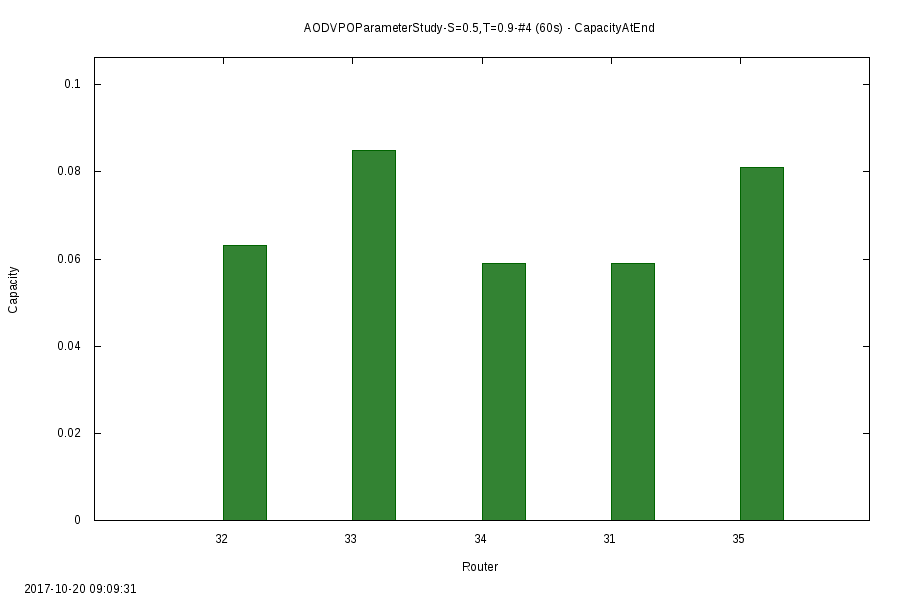 AODVPOParameterStudy-S=0.5,T=0.9-#4 (60s) - CapacityAtEnd
0.1
0.08
0.06
0.04
0.02
0
Capacity
32 33 34 31 35
Router
2017-10-20 09:09:31